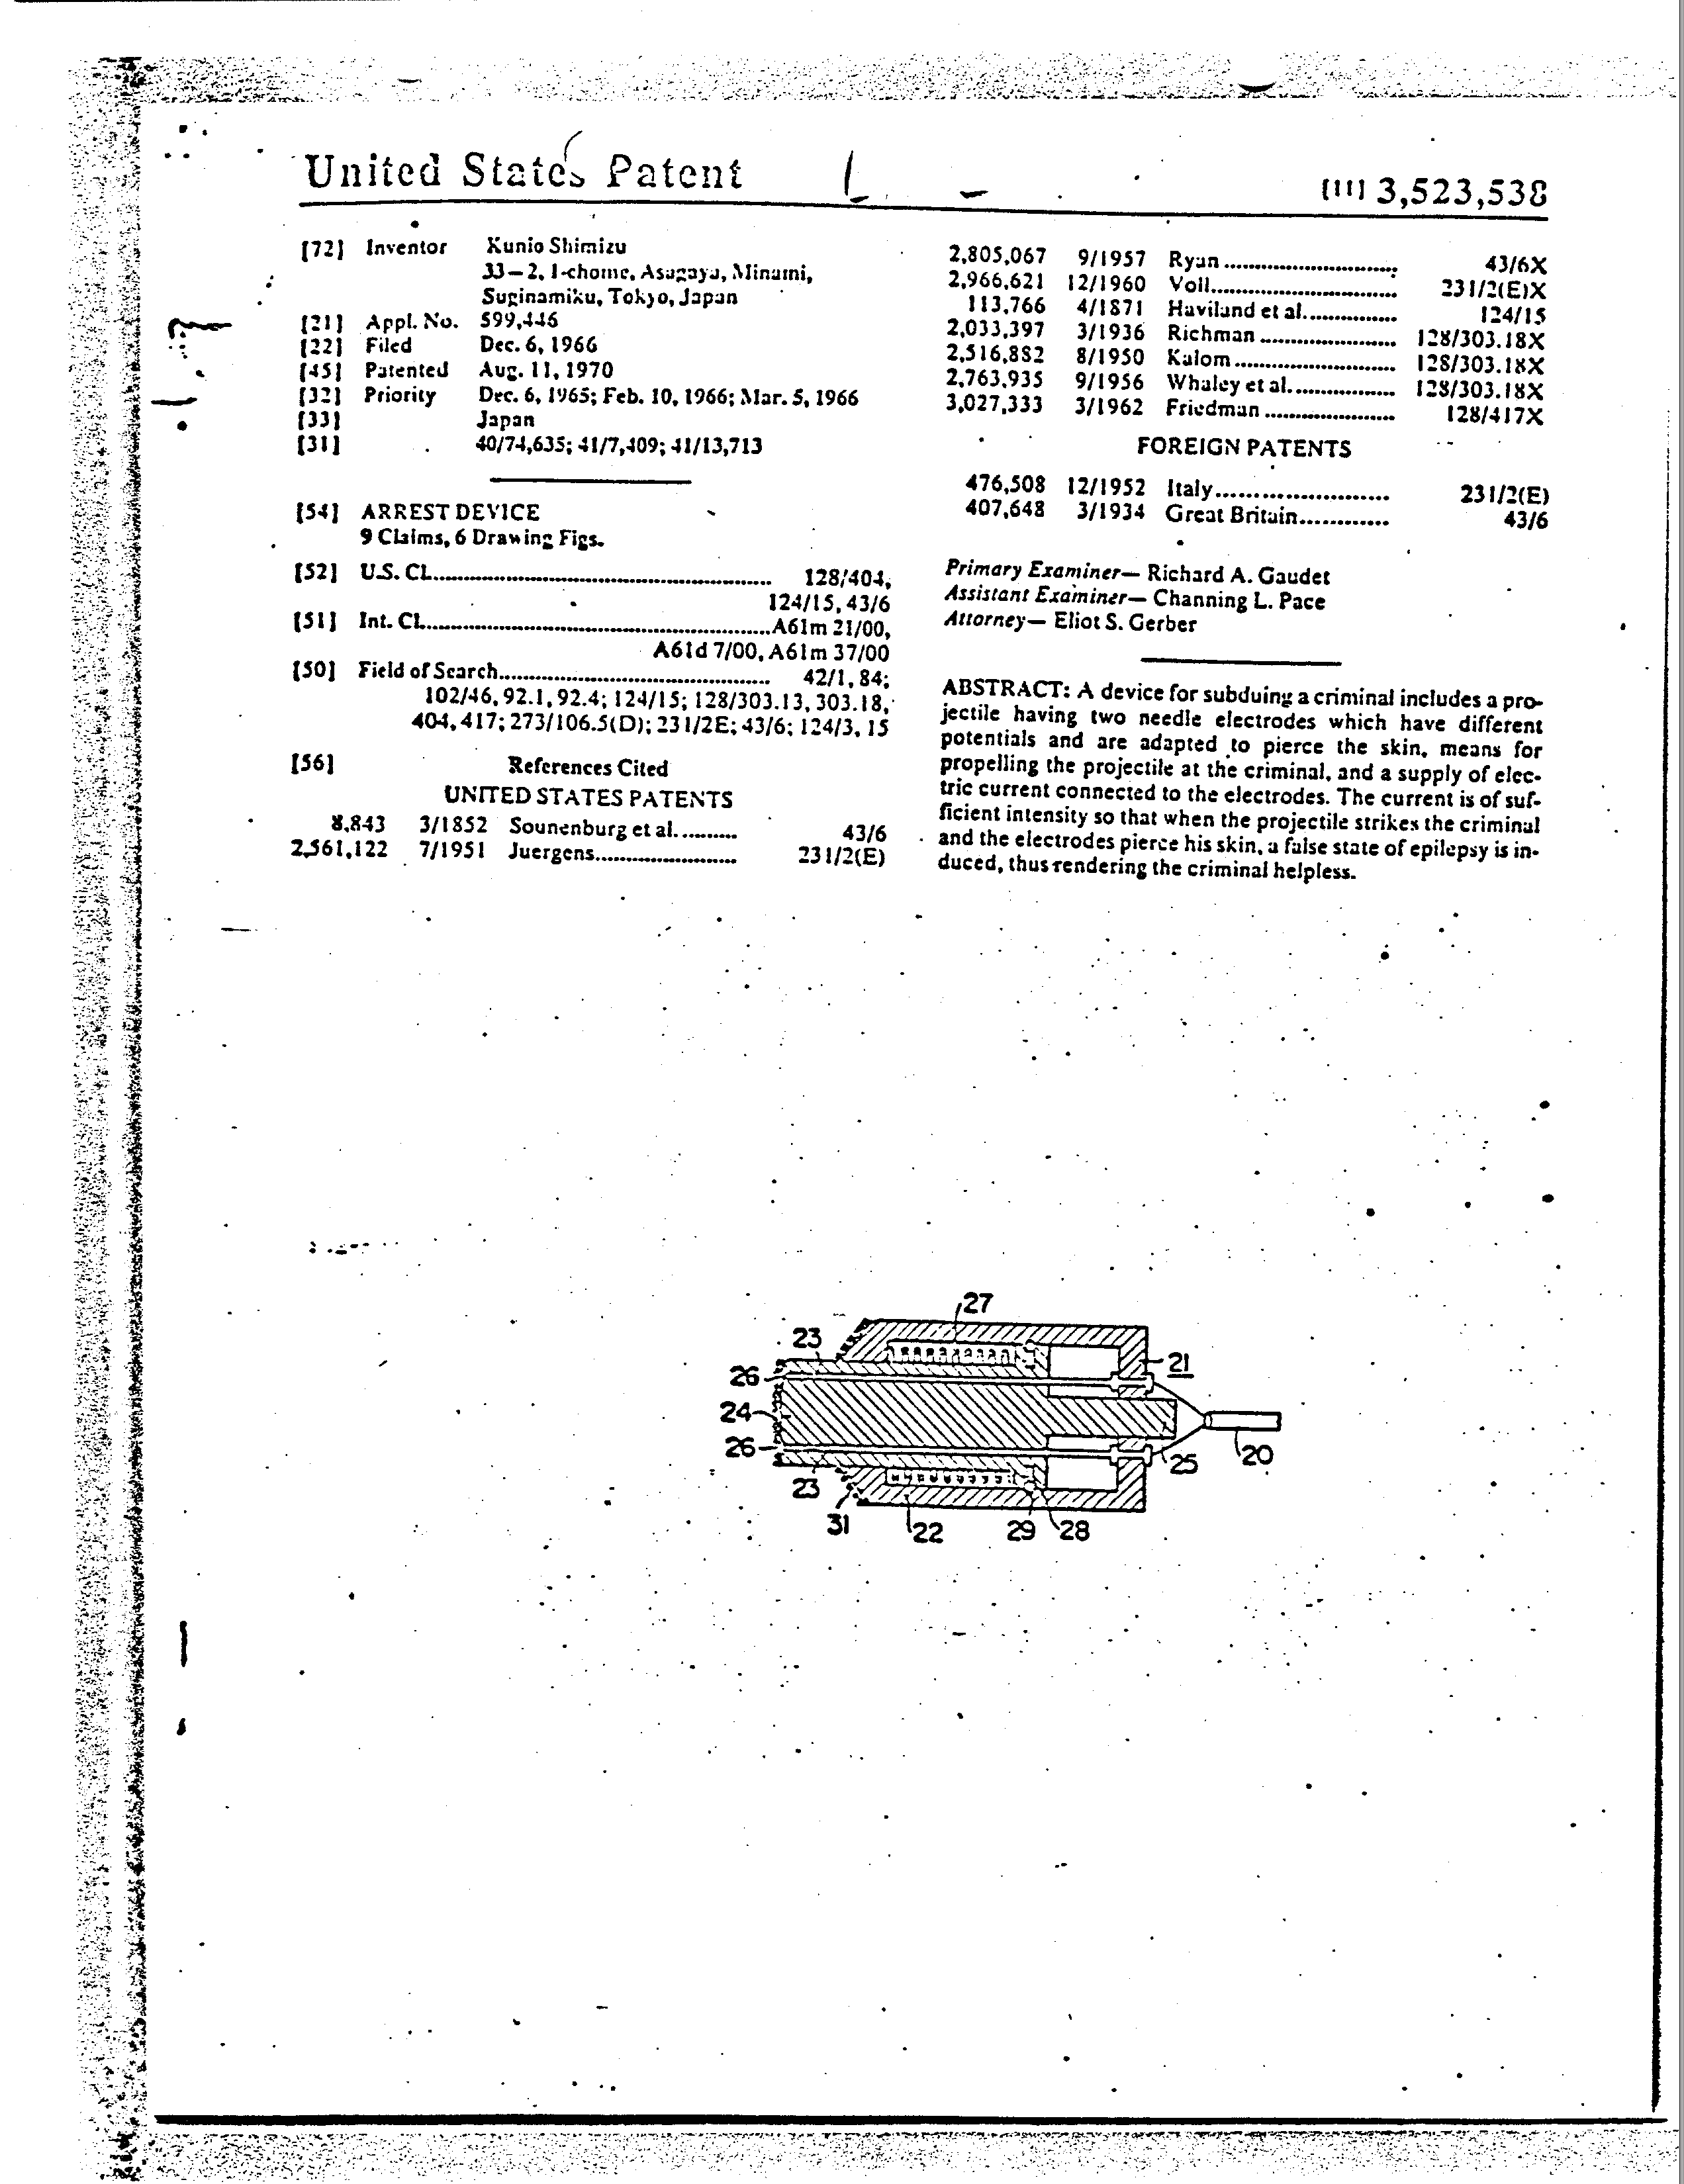 United States Patent
[11] 3,523,538
[72] Inventor Kunio Shimizu
33–2, 1-chome, Asagaya, Minami,
Suginamiku, Tokyo, Japan
[21] Appl. No. 599,446
[22] Filed Dec. 6, 1966
[45] Patented Aug. 11, 1970
[32] Priority Dec. 6, 1965; Feb. 10, 1966; Mar. 5, 1966
[33] Japan
[31] 40/74,635; 41/7,409; 41/13,713
[54] ARREST DEVICE
9 Claims, 6 Drawing Figs.
[52] U.S. Cl. 128/404,
124/15, 43/6
[51] Int. Cl. A61m 21/00,
A61d 7/00, A61m 37/00
[50] Field of Search 42/1, 84;
102/46, 92.1, 92.4; 124/15; 128/303.13, 303.18,
404, 417; 273/106.5(D); 231/2E; 43/6; 124/3, 15
[56] References Cited
UNITED STATES PATENTS
8,843 3/1852 Sounenburg et al. 43/6
2,561,122 7/1951 Juergens 231/2(E)
2,805,067 9/1957 Ryan 43/6X
2,966,621 12/1960 Voll 231/2(E)X
113,766 4/1871 Haviland et al. 124/15
2,033,397 3/1936 Richman 128/303.18X
2,516,882 8/1950 Kalom 128/303.18X
2,763,935 9/1956 Whaley et al. 128/303.18X
3,027,333 3/1962 Friedman 128/417X
FOREIGN PATENTS
476,508 12/1952 Italy 231/2(E)
407,648 3/1934 Great Britain 43/6
Primary Examiner— Richard A. Gaudet
Assistant Examiner— Channing L. Pace
Attorney— Eliot S. Gerber
ABSTRACT: A device for subduing a criminal includes a pro-
jectile having two needle electrodes which have different
potentials and are adapted to pierce the skin, means for
propelling the projectile at the criminal, and a supply of elec-
tric current connected to the electrodes. The current is of suf-
ficient intensity so that when the projectile strikes the criminal
and the electrodes pierce his skin, a false state of epilepsy is in-
duced, thus rendering the criminal helpless.
27
23
21
26
24
26
20
25
23
31
22
29
28